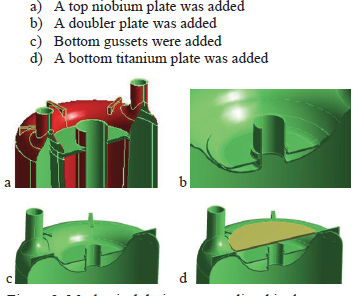 a) A top niobium plate was added
b) A doubler plate was added
c) Bottom gussets were added
d) A bottom titanium plate was added
a
b
c
d